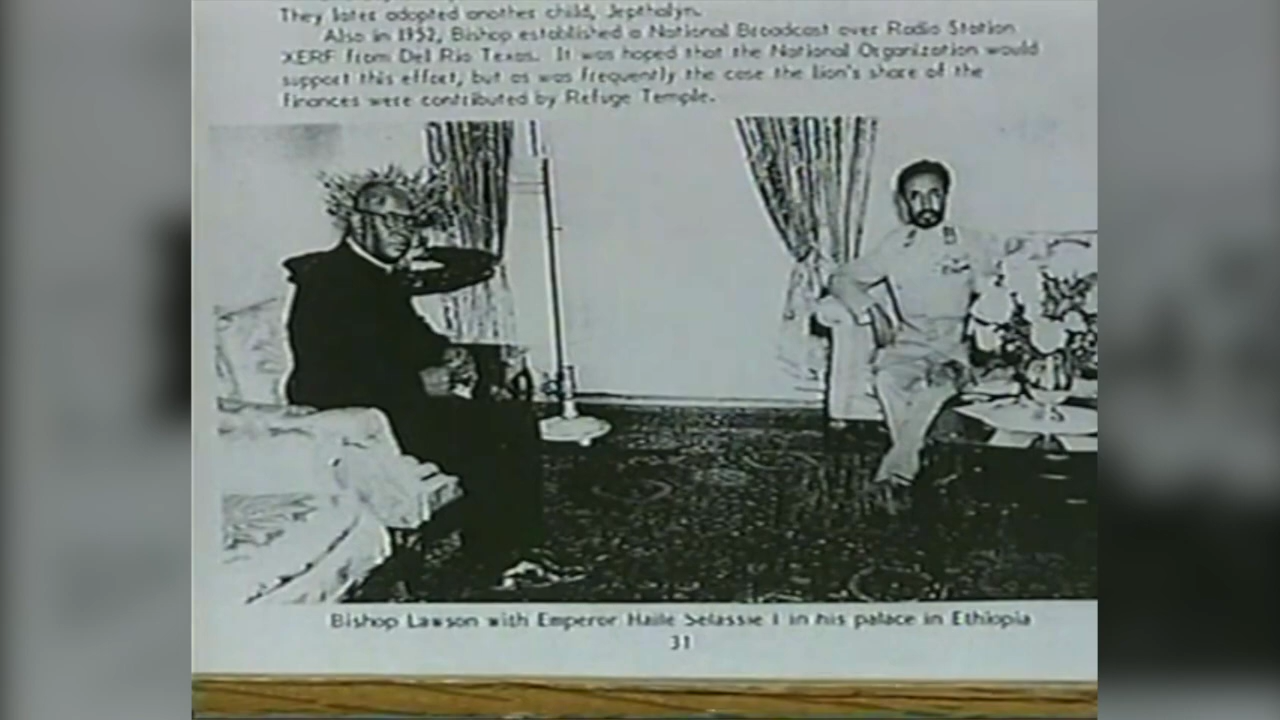 They later adopted another child, Jepthalyn.
Also in 1952, Bishop established a National Broadcast over Radio Station
XERF from Del Rio Texas. It was hoped that the National Organization would
support this effort, but as was frequently the case the lion's share of the
finances were contributed by Refuge Temple.
Bishop Lawson with Emperor Haile Selassie I in his palace in Ethiopia
31